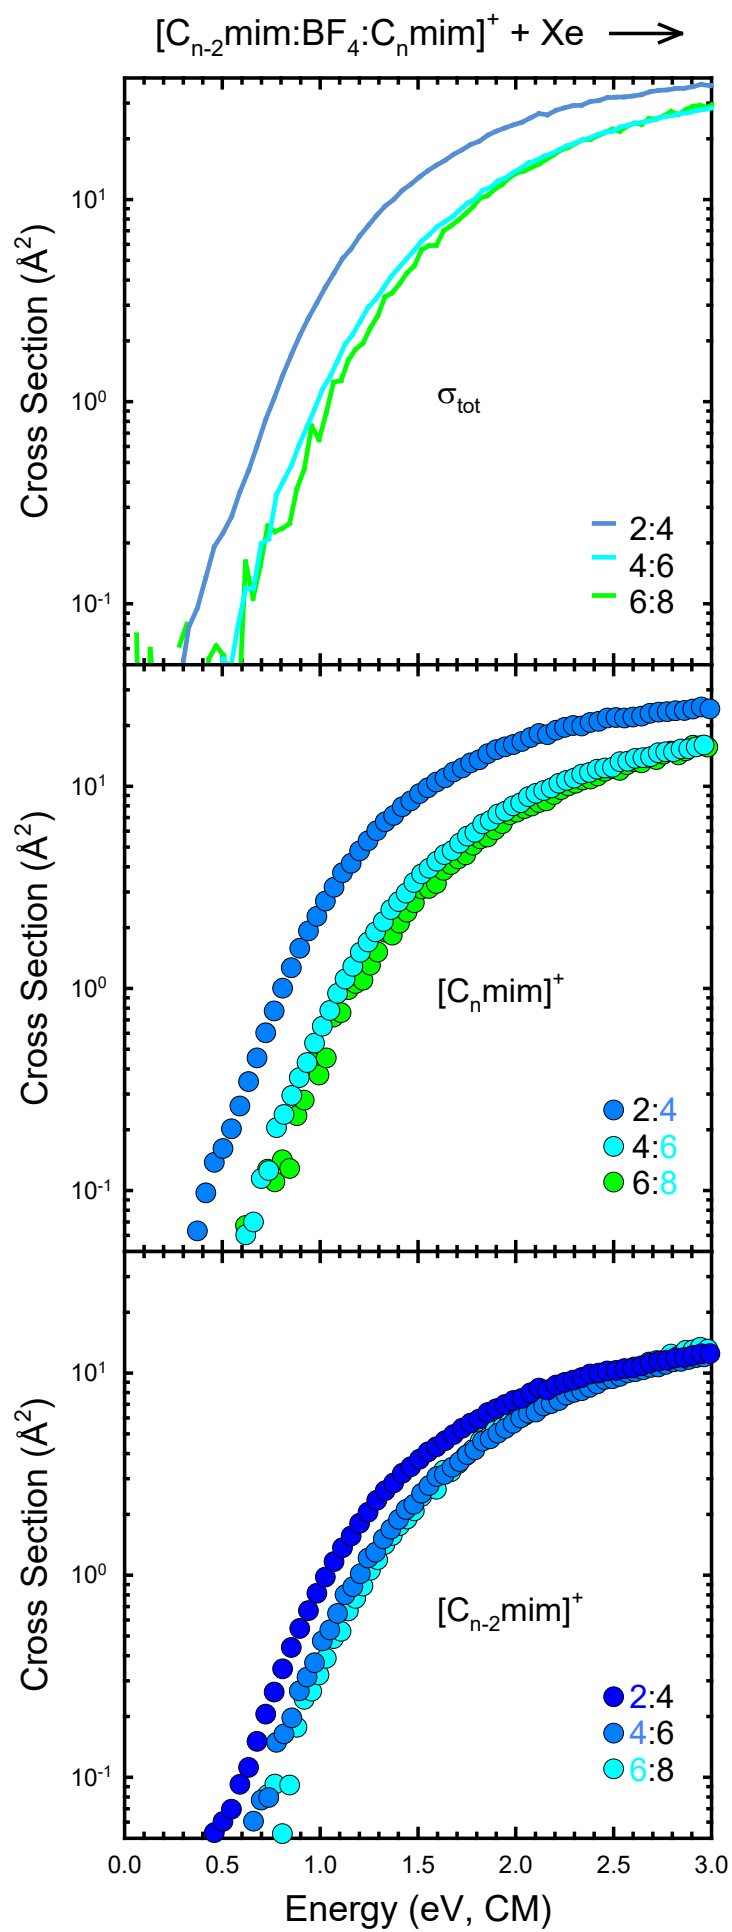 [Cₙ₋₂mim:BF₄:Cₙmim]⁺ + Xe ⟶
Cross Section (Å²)
10¹
10⁰
10⁻¹
σₜₒₜ
2:4
4:6
6:8
Cross Section (Å²)
10¹
10⁰
10⁻¹
[Cₙmim]⁺
2:4
4:6
6:8
Cross Section (Å²)
10¹
10⁰
10⁻¹
[Cₙ₋₂mim]⁺
2:4
4:6
6:8
0.0 0.5 1.0 1.5 2.0 2.5 3.0
Energy (eV, CM)